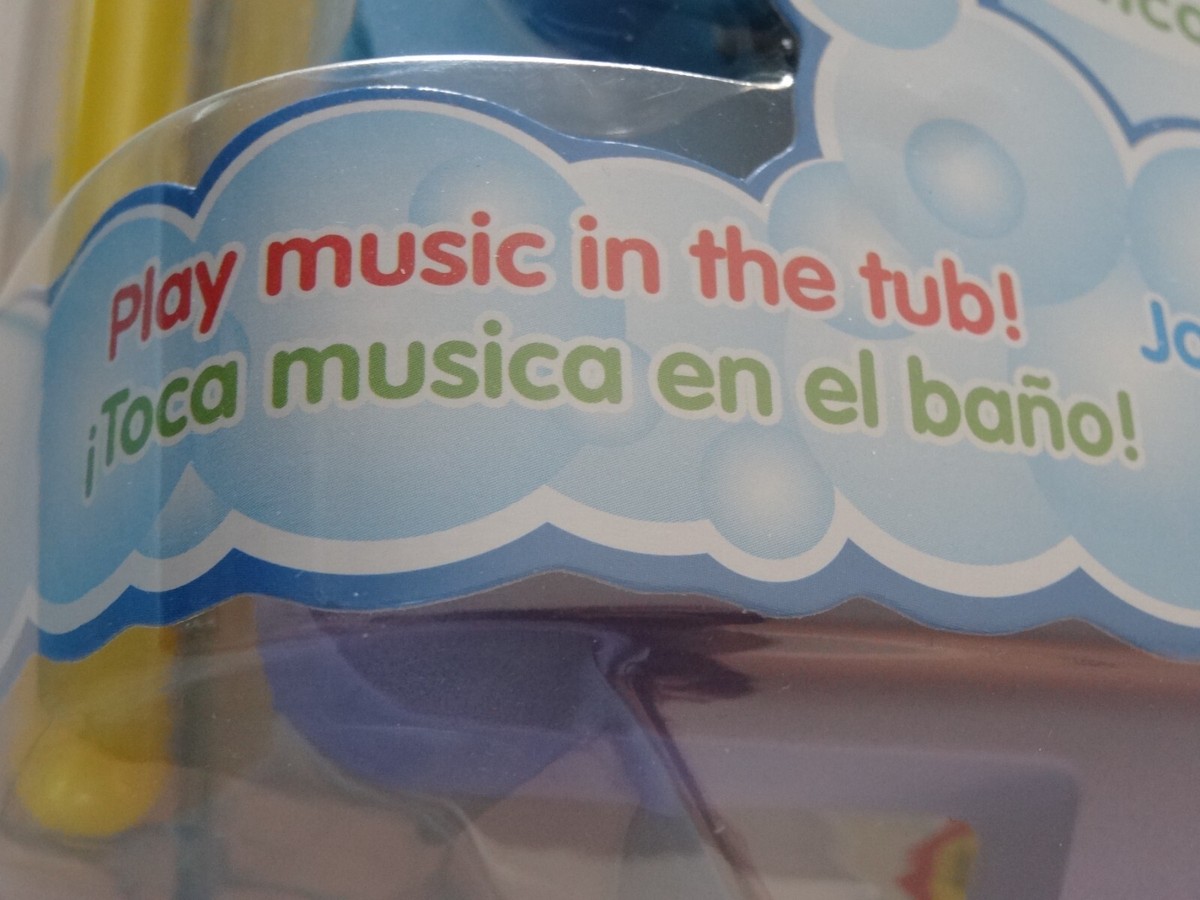 Play music in the tub!
¡Toca musica en el baño!